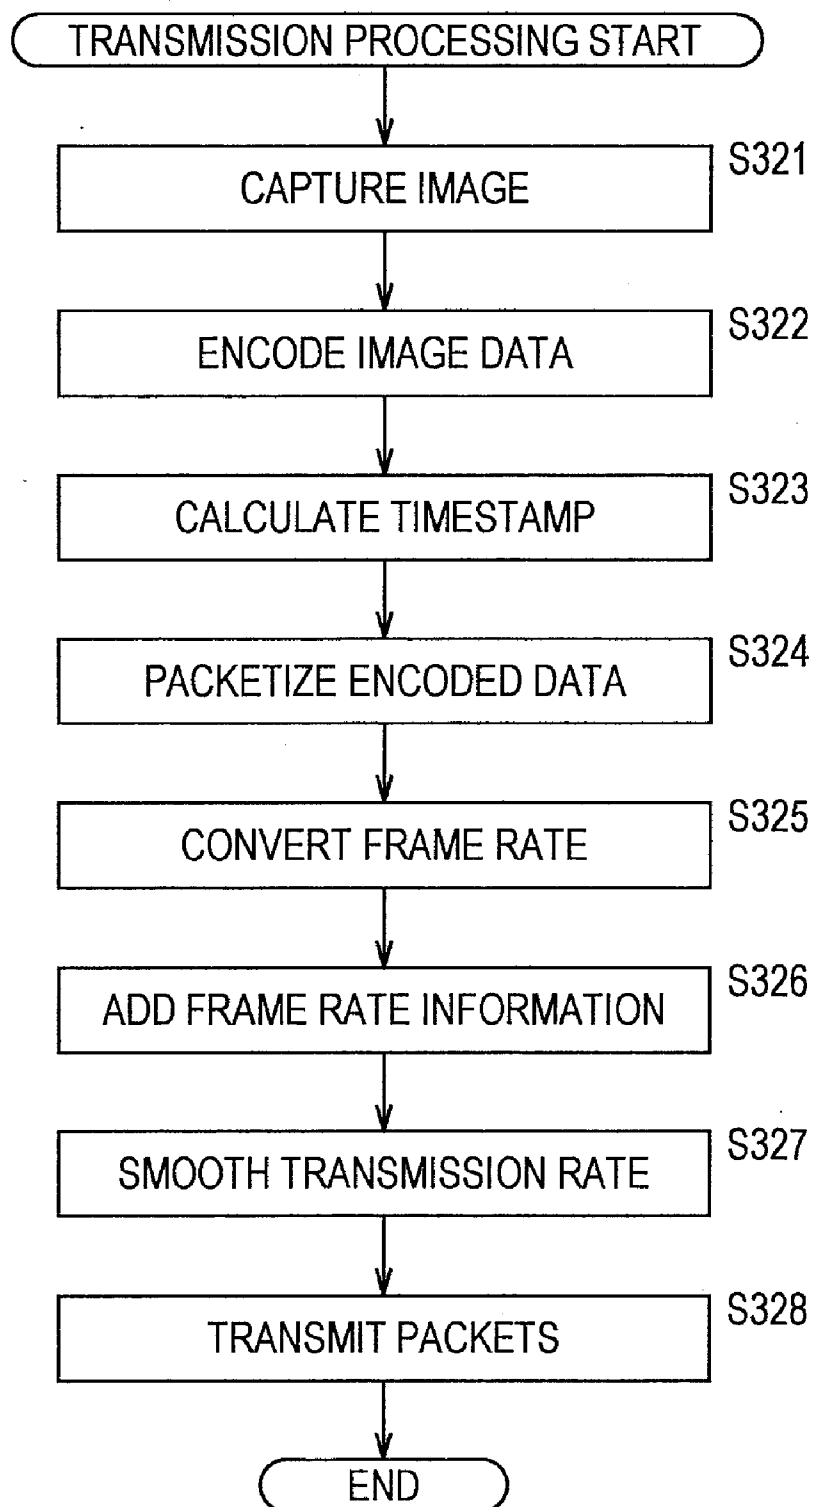 TRANSMISSION PROCESSING START
S321
CAPTURE IMAGE
S322
ENCODE IMAGE DATA
S323
CALCULATE TIMESTAMP
S324
PACKETIZE ENCODED DATA
S325
CONVERT FRAME RATE
S326
ADD FRAME RATE INFORMATION
S327
SMOOTH TRANSMISSION RATE
S328
TRANSMIT PACKETS
END